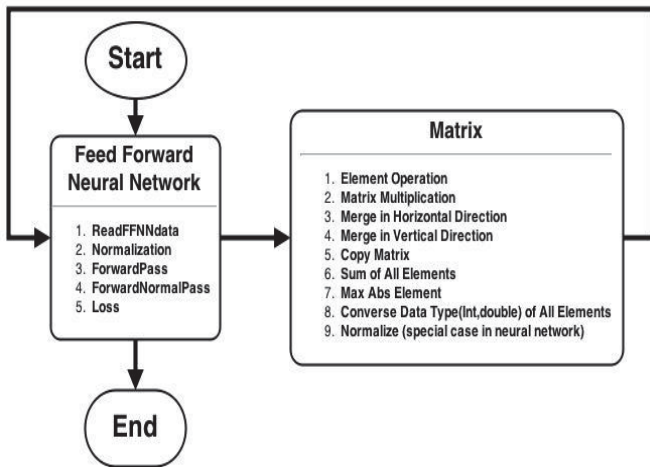 Start
Feed Forward
Neural Network
1. ReadFFNNdata
2. Normalization
3. ForwardPass
4. ForwardNormalPass
5. Loss
End
Matrix
1. Element Operation
2. Matrix Multiplication
3. Merge in Horizontal Direction
4. Merge in Vertical Direction
5. Copy Matrix
6. Sum of All Elements
7. Max Abs Element
8. Converse Data Type(Int,double) of All Elements
9. Normalize (special case in neural network)